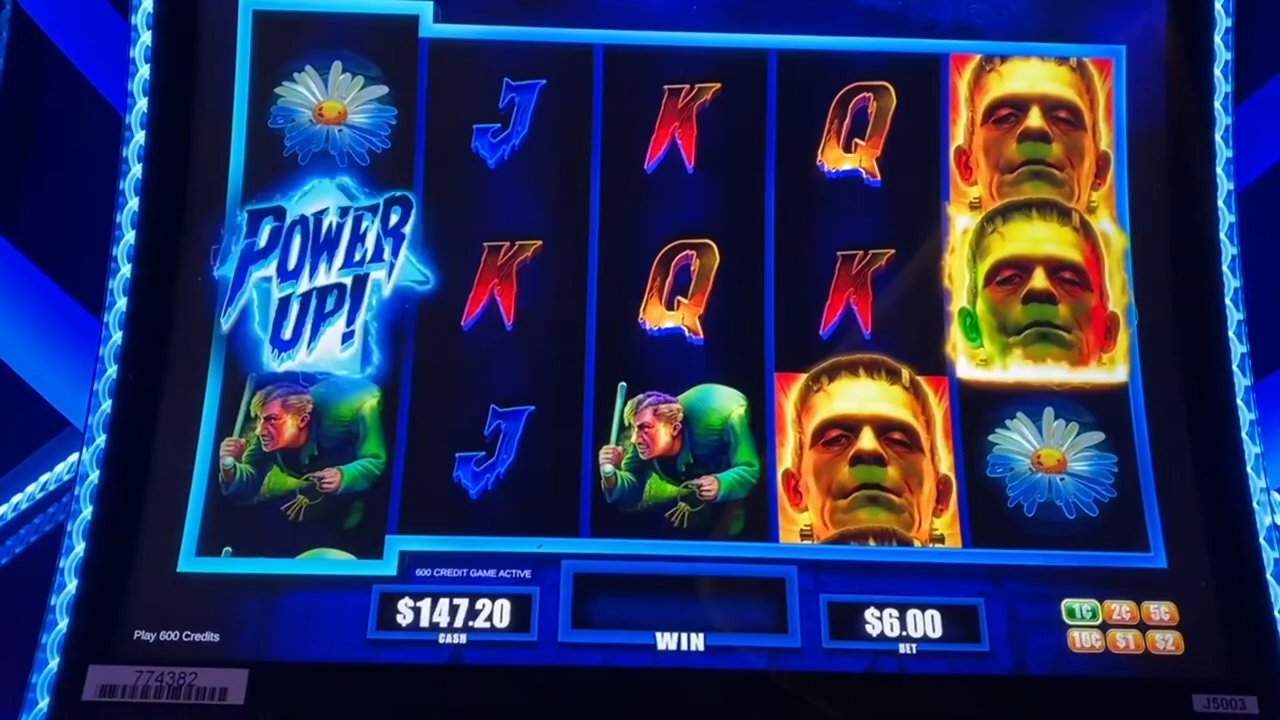 J K Q
POWER
UP!
K Q K
J
600 CREDIT GAME ACTIVE
$147.20
CASH
WIN
$6.00
BET
1¢ 2¢ 5¢
10¢ $1 $2
Play 600 Credits
774382
J5003